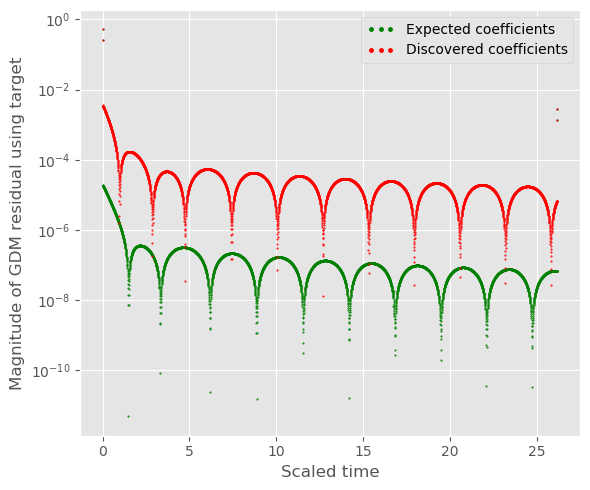 Expected coefficients
Discovered coefficients
Magnitude of GDM residual using target
10^0
10^-2
10^-4
10^-6
10^-8
10^-10
0 5 10 15 20 25
Scaled time